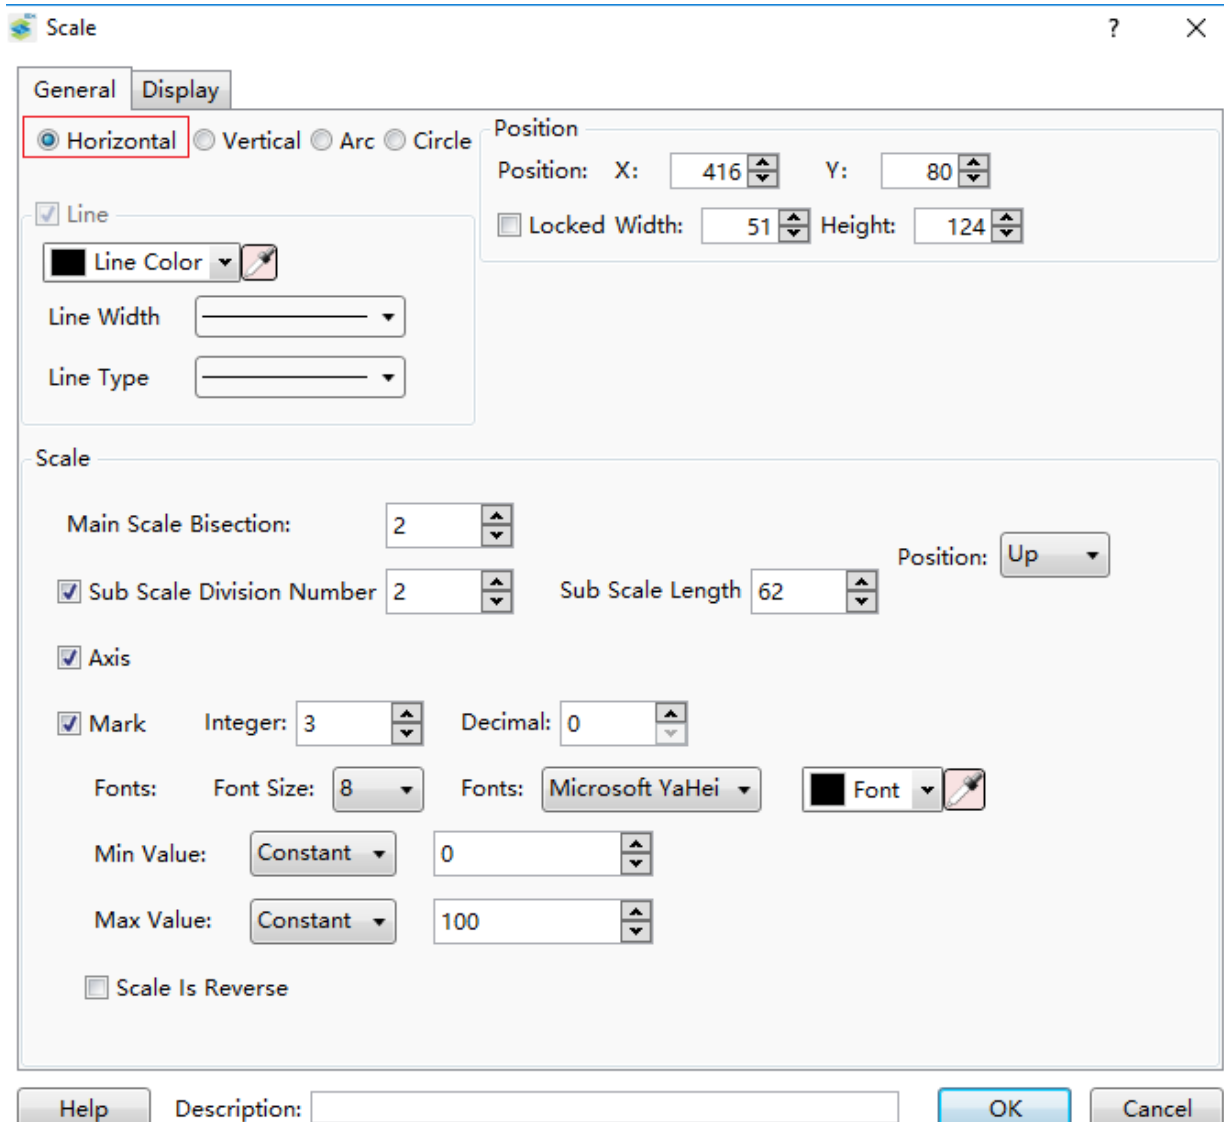 Scale ?
General Display
Horizontal Vertical Arc Circle
Position
Position: X: 416 Y: 80
Locked Width: 51 Height: 124
Line
Line Color
Line Width
Line Type
Scale
Main Scale Bisection: 2
Position: Up
Sub Scale Division Number 2 Sub Scale Length 62
Axis
Mark Integer: 3 Decimal: 0
Fonts: Font Size: 8 Fonts: Microsoft YaHei Font
Min Value: Constant 0
Max Value: Constant 100
Scale Is Reverse
Help Description: OK Cancel